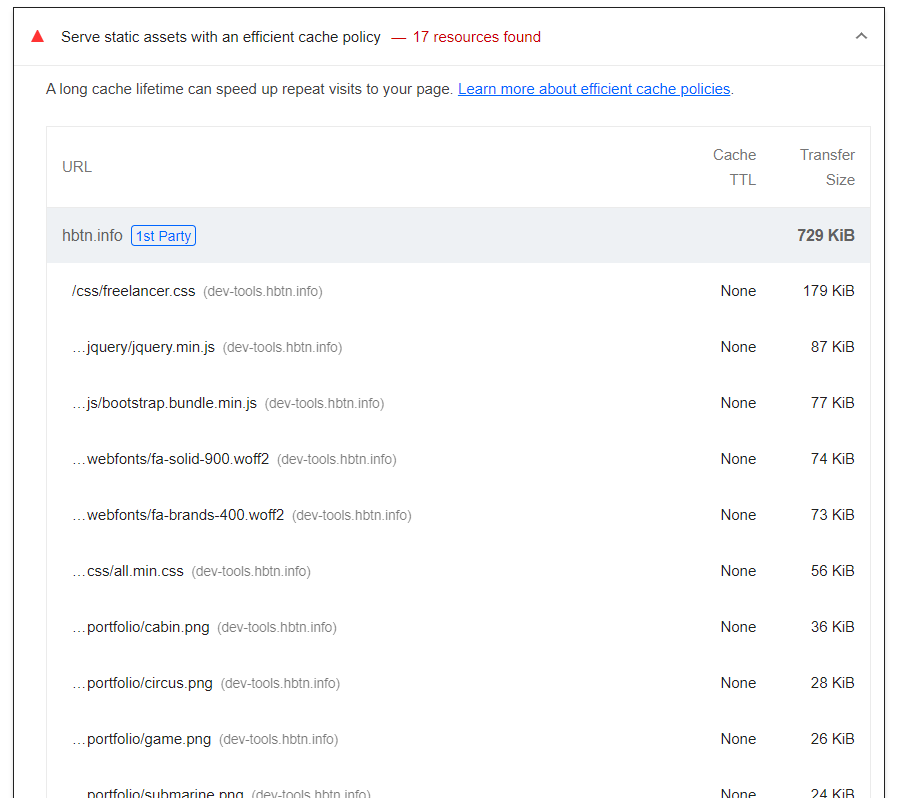 Serve static assets with an efficient cache policy — 17 resources found
A long cache lifetime can speed up repeat visits to your page. Learn more about efficient cache policies.
URL Cache TTL Transfer Size
hbtn.info 1st Party 729 KiB
/css/freelancer.css (dev-tools.hbtn.info) None 179 KiB
…jquery/jquery.min.js (dev-tools.hbtn.info) None 87 KiB
…js/bootstrap.bundle.min.js (dev-tools.hbtn.info) None 77 KiB
…webfonts/fa-solid-900.woff2 (dev-tools.hbtn.info) None 74 KiB
…webfonts/fa-brands-400.woff2 (dev-tools.hbtn.info) None 73 KiB
…css/all.min.css (dev-tools.hbtn.info) None 56 KiB
…portfolio/cabin.png (dev-tools.hbtn.info) None 36 KiB
…portfolio/circus.png (dev-tools.hbtn.info) None 28 KiB
…portfolio/game.png (dev-tools.hbtn.info) None 26 KiB
…portfolio/submarine.png (dev-tools.hbtn.info) None 24 KiB